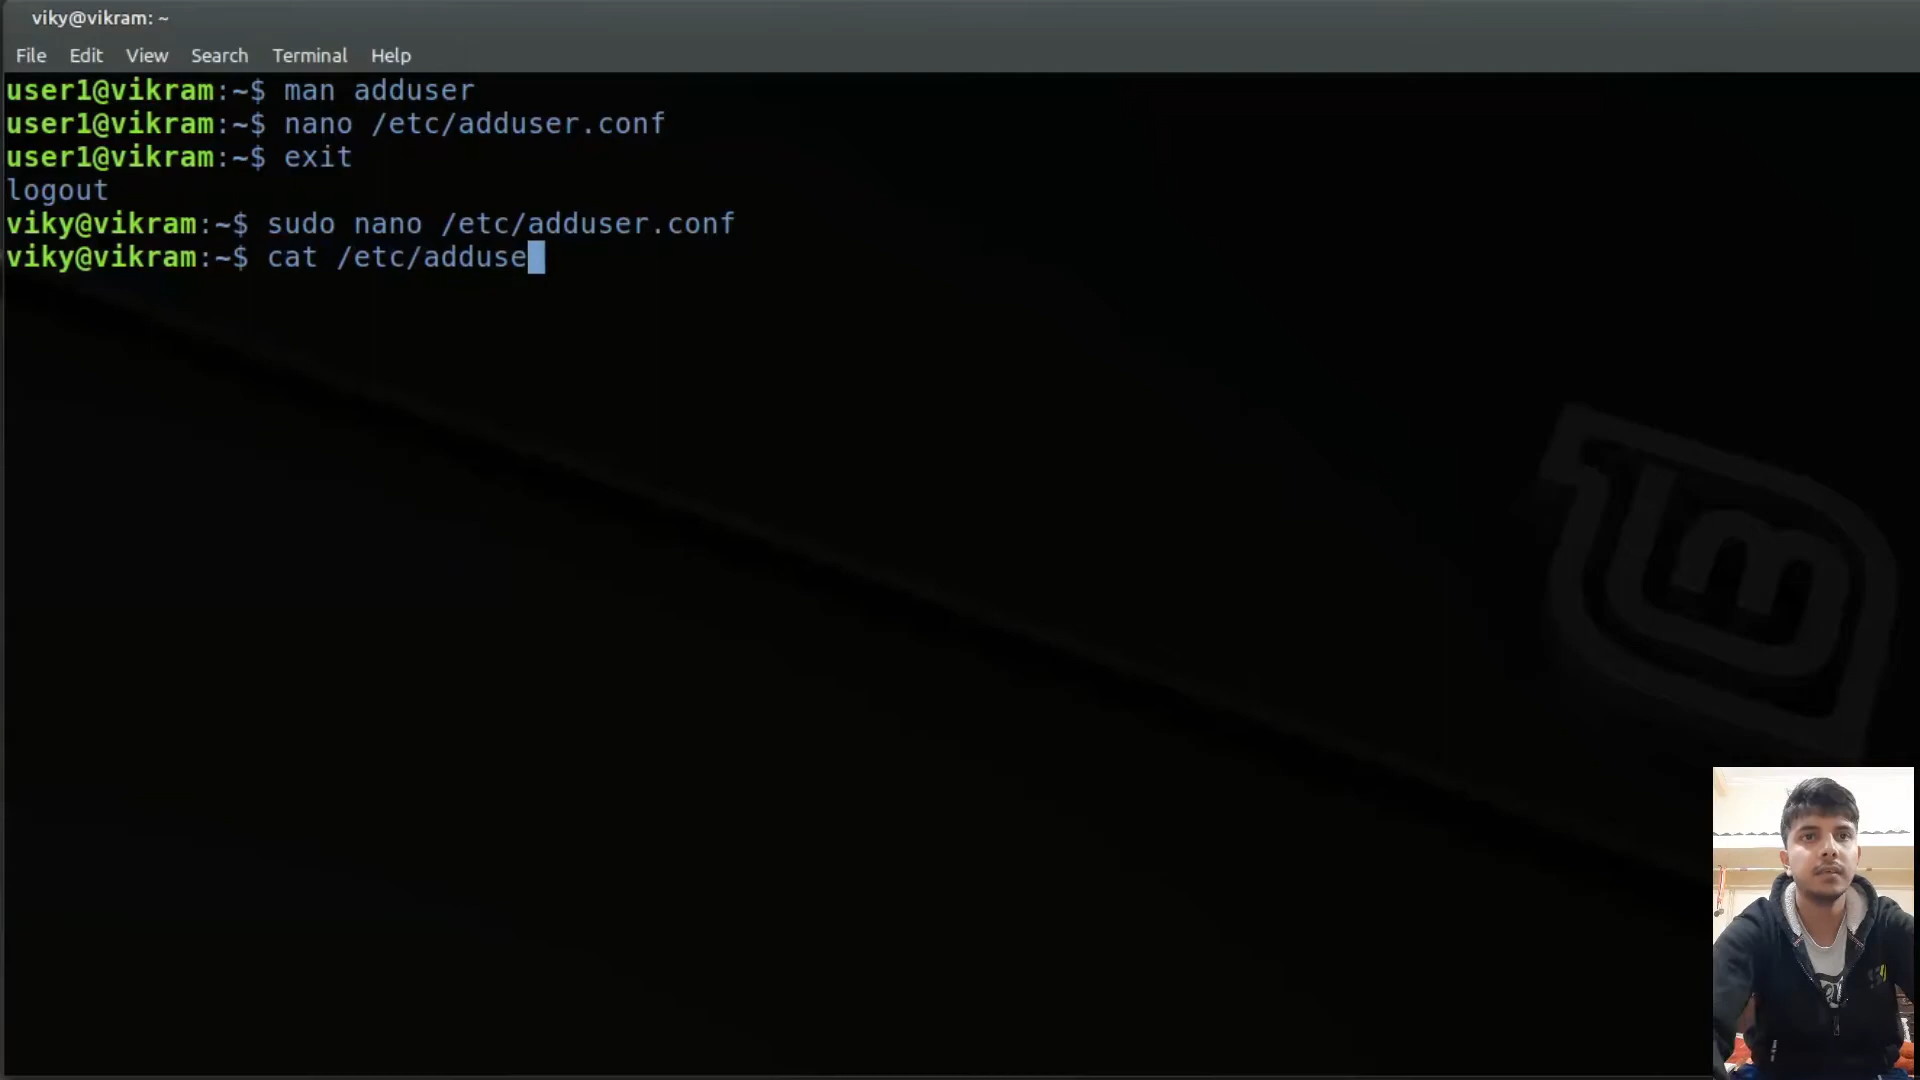 viky@vikram: ~
File Edit View Search Terminal Help
user1@vikram:~$ man adduser
user1@vikram:~$ nano /etc/adduser.conf
user1@vikram:~$ exit
logout
viky@vikram:~$ sudo nano /etc/adduser.conf
viky@vikram:~$ cat /etc/adduse